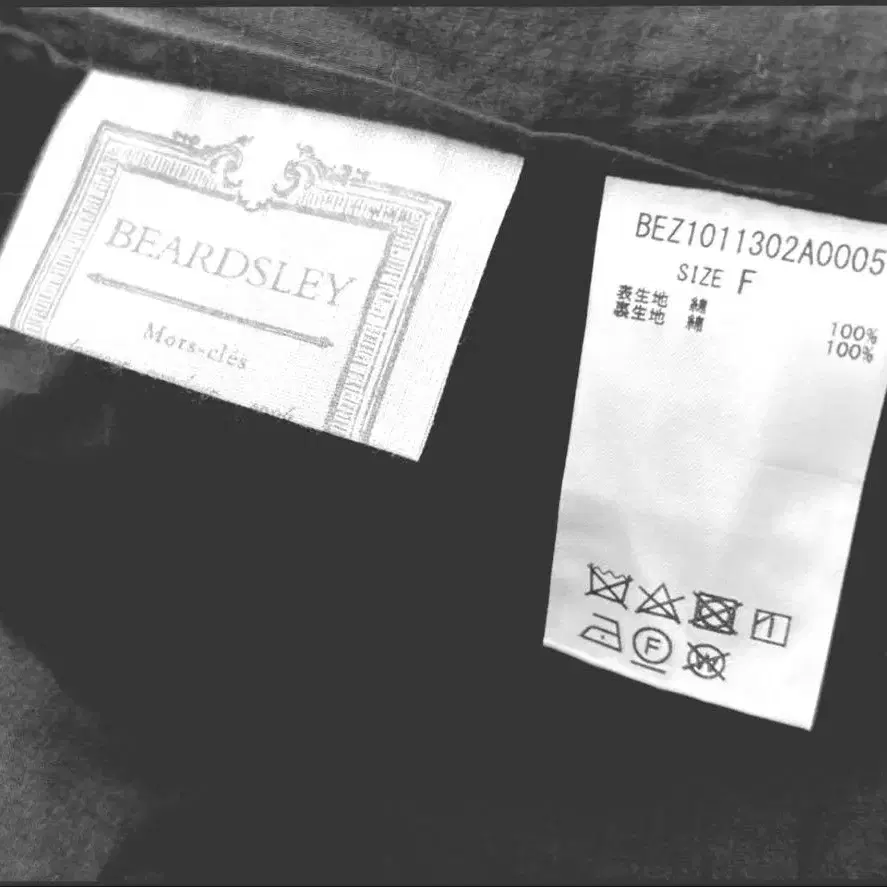 BEARDSLEY
Mors-clés
BEZ1011302A0005
SIZE F
表生地 綿 100%
裏生地 綿 100%
F
W